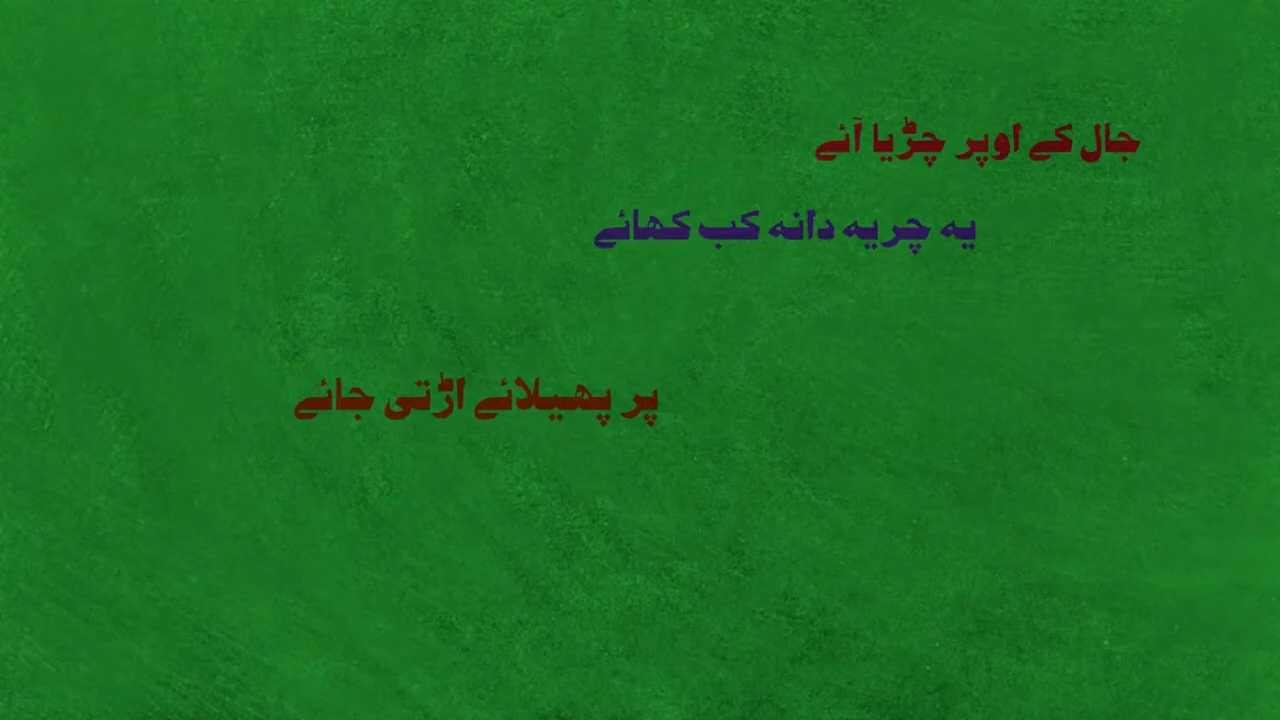 جال کے اوپر چڑیا آئے
یہ چریہ دانہ کب کھائے
پر پھیلائے اڑتی جائے